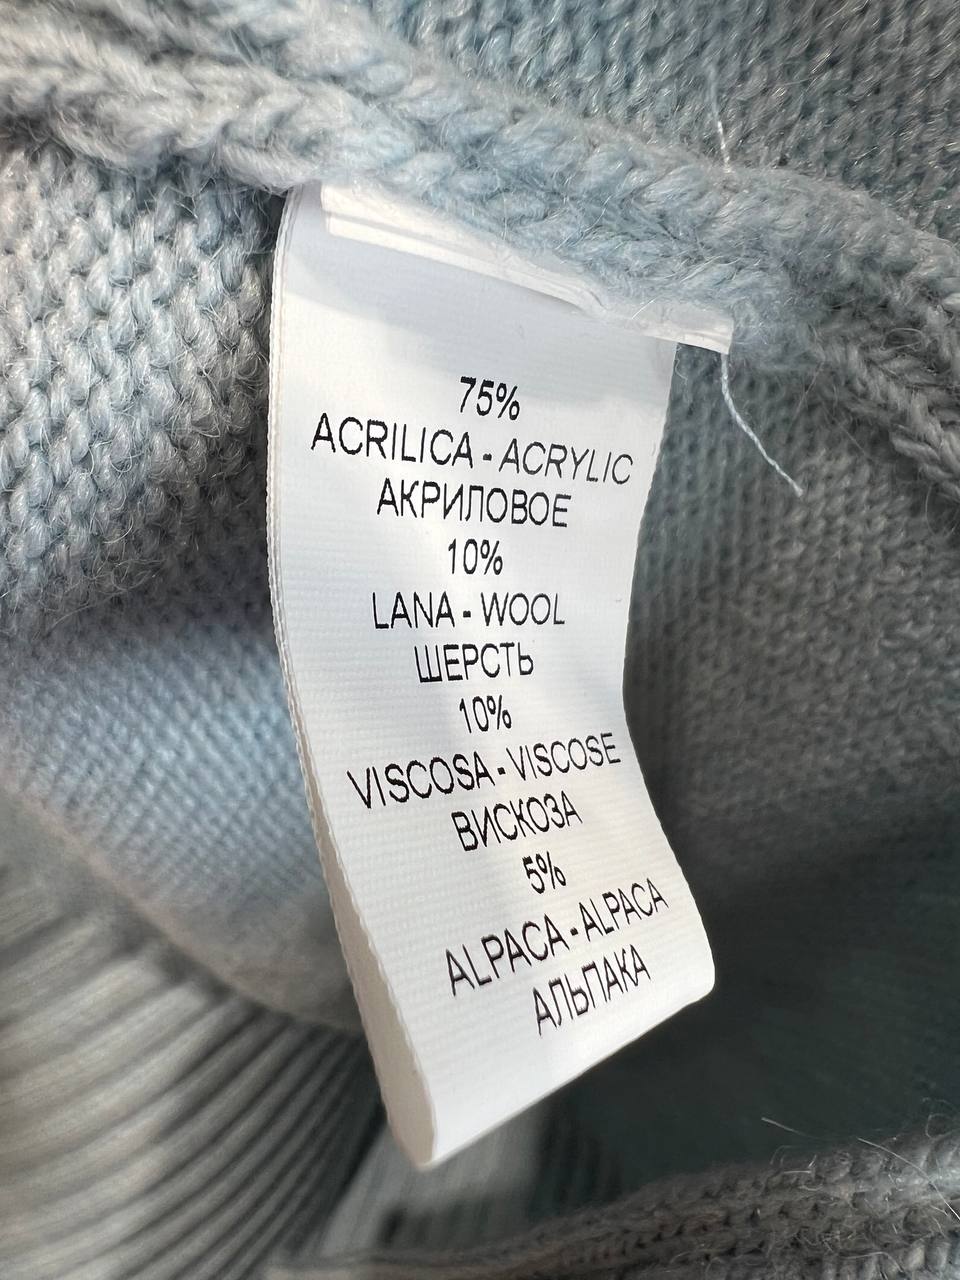 75%
ACRILICA - ACRYLIC
АКРИЛОВОЕ
10%
LANA - WOOL
ШЕРСТЬ
10%
VISCOSA - VISCOSE
ВИСКОЗА
5%
ALPACA - ALPACA
АЛЬПАКА